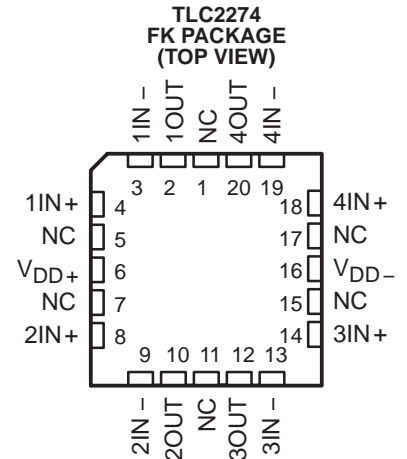 TLC2274
FK PACKAGE
(TOP VIEW)
1IN –
1OUT
NC
4OUT
4IN –
3 2 1 20 19
1IN + 4 18 4IN +
NC 5 17 NC
VDD + 6 16 VDD –
NC 7 15 NC
2IN + 8 14 3IN +
9 10 11 12 13
2IN –
2OUT
NC
3OUT
3IN –